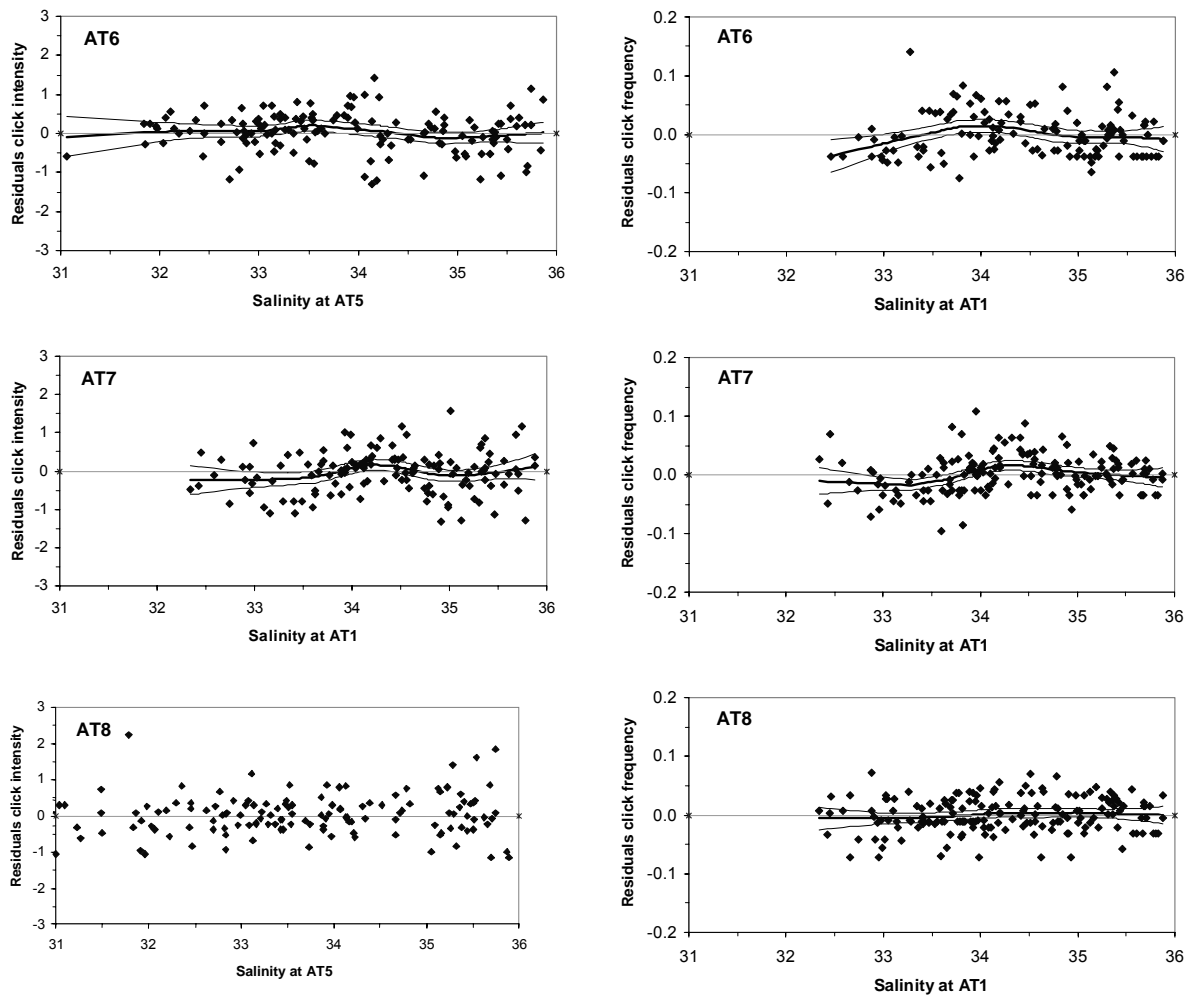 AT6
Residuals click intensity
3
2
1
0
-1
-2
-3
31 32 33 34 35 36
Salinity at AT5
AT6
Residuals click frequency
0.2
0.1
0.0
-0.1
-0.2
31 32 33 34 35 36
Salinity at AT1
AT7
Residuals click intensity
3
2
1
0
-1
-2
-3
31 32 33 34 35 36
Salinity at AT1
AT7
Residuals click frequency
0.2
0.1
0.0
-0.1
-0.2
31 32 33 34 35 36
Salinity at AT1
AT8
Residuals click intensity
3
2
1
0
-1
-2
-3
31 32 33 34 35 36
Salinity at AT5
AT8
Residuals click frequency
0.2
0.1
0.0
-0.1
-0.2
31 32 33 34 35 36
Salinity at AT1